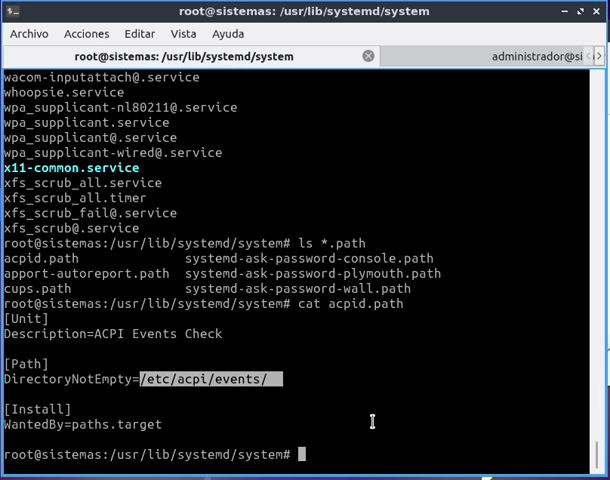 root@sistemas: /usr/lib/systemd/system
Archivo Acciones Editar Vista Ayuda
root@sistemas: /usr/lib/systemd/system
administrador@si
wacom-inputattach@.service
whoopsie.service
wpa_supplicant-nl80211@.service
wpa_supplicant.service
wpa_supplicant@.service
wpa_supplicant-wired@.service
x11-common.service
xfs_scrub_all.service
xfs_scrub_all.timer
xfs_scrub_fail@.service
xfs_scrub@.service
root@sistemas:/usr/lib/systemd/system# ls *.path
acpid.path systemd-ask-password-console.path
apport-autoreport.path systemd-ask-password-plymouth.path
cups.path systemd-ask-password-wall.path
root@sistemas:/usr/lib/systemd/system# cat acpid.path
[Unit]
Description=ACPI Events Check
[Path]
DirectoryNotEmpty=/etc/acpi/events/
[Install]
WantedBy=paths.target
root@sistemas:/usr/lib/systemd/system#